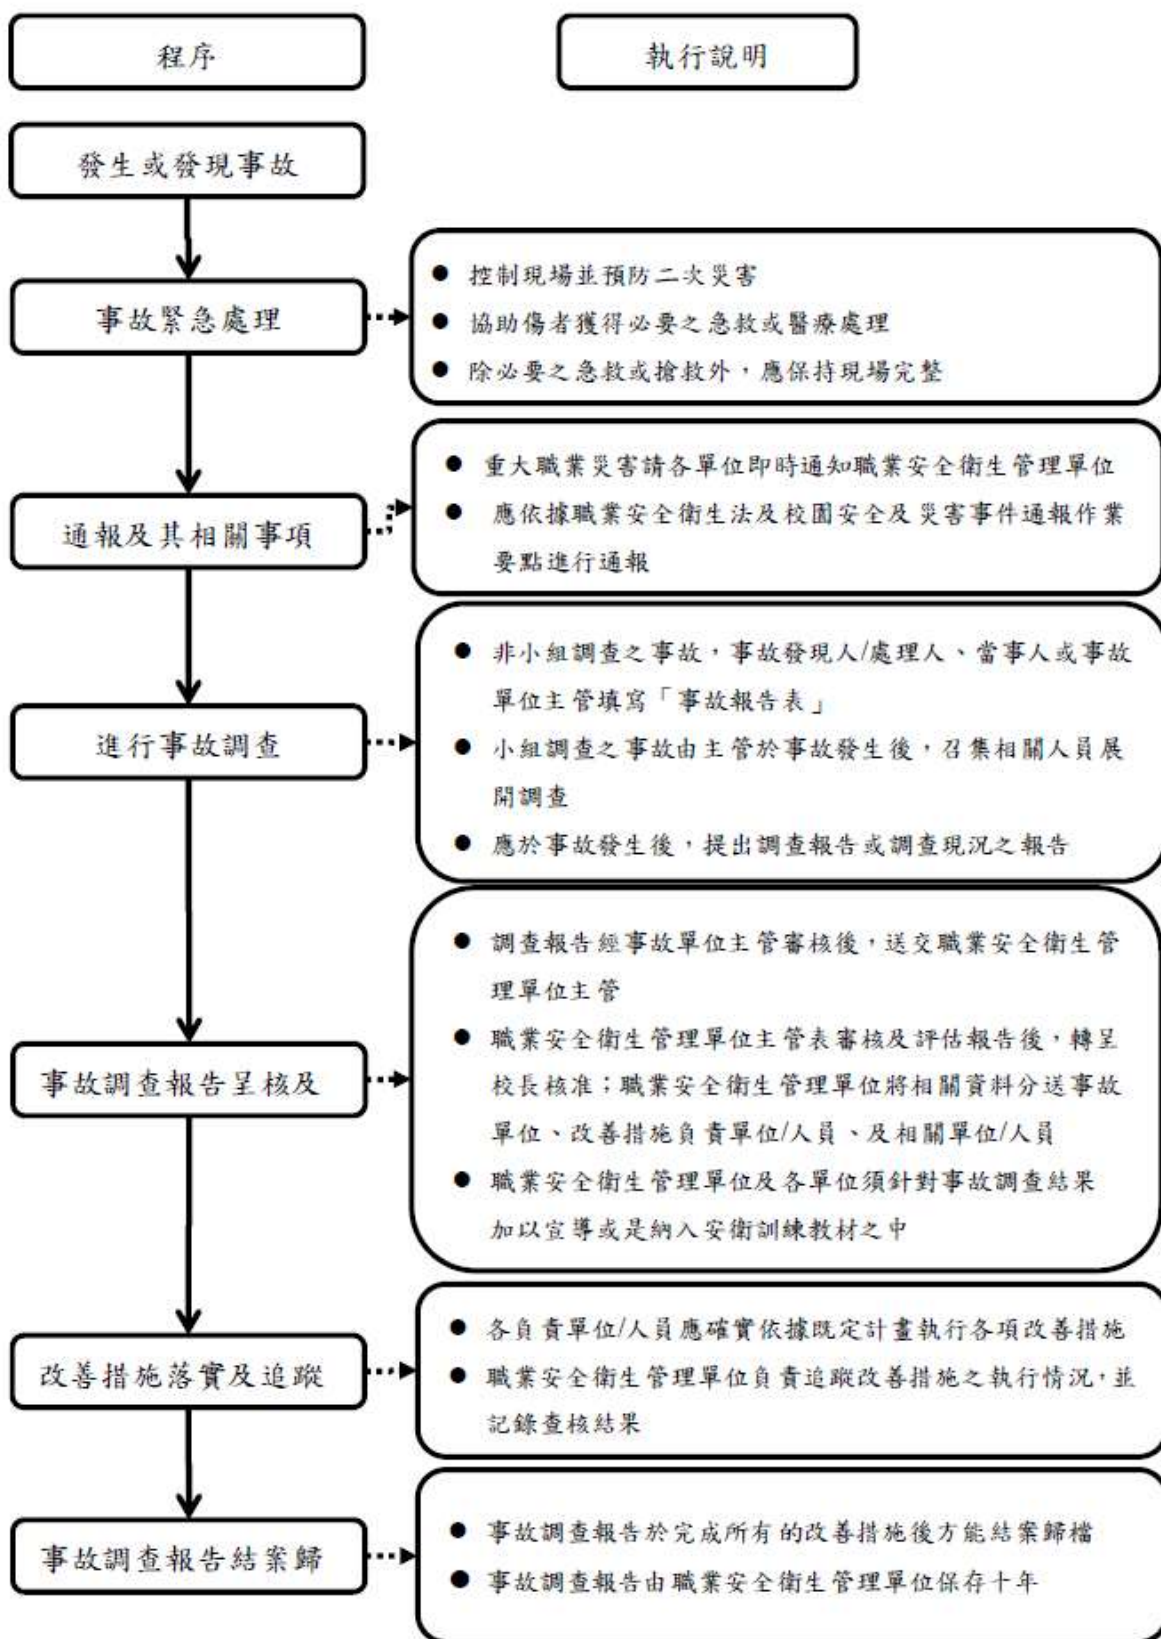 程序
執行說明
發生或發現事故
事故緊急處理
● 控制現場並預防二次災害
● 協助傷者獲得必要之急救或醫療處理
● 除必要之急救或搶救外，應保持現場完整
通報及其相關事項
● 重大職業災害請各單位即時通知職業安全衛生管理單位
● 應依據職業安全衛生法及校園安全及災害事件通報作業
要點進行通報
進行事故調查
● 非小組調查之事故，事故發現人/處理人、當事人或事故
單位主管填寫「事故報告表」
● 小組調查之事故由主管於事故發生後，召集相關人員展
開調查
● 應於事故發生後，提出調查報告或調查現況之報告
事故調查報告呈核及
● 調查報告經事故單位主管審核後，送交職業安全衛生管
理單位主管
● 職業安全衛生管理單位主管表審核及評估報告後，轉呈
校長核准；職業安全衛生管理單位將相關資料分送事故
單位、改善措施負責單位/人員、及相關單位/人員
● 職業安全衛生管理單位及各單位須針對事故調查結果
加以宣導或是納入安衛訓練教材之中
改善措施落實及追蹤
● 各負責單位/人員應確實依據既定計畫執行各項改善措施
● 職業安全衛生管理單位負責追蹤改善措施之執行情況，並
記錄查核結果
事故調查報告結案歸
● 事故調查報告於完成所有的改善措施後方能結案歸檔
● 事故調查報告由職業安全衛生管理單位保存十年